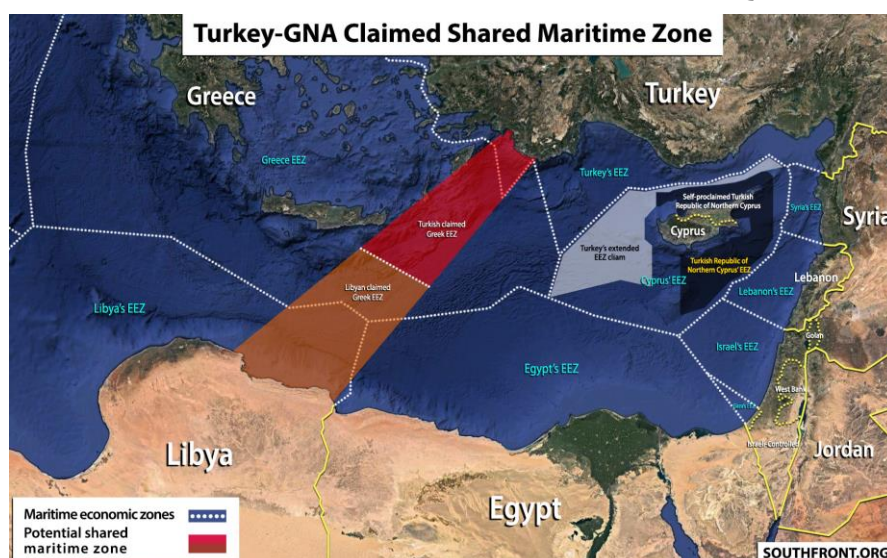 Turkey-GNA Claimed Shared Maritime Zone
Greece
Turkey
Greece EEZ
Turkey's EEZ
Self-proclaimed Turkish
Republic of Northern Cyprus
Syria's EEZ
Syria
Turkish claimed
Greek EEZ
Cyprus
Turkey's extended
EEZ cliam
Turkish Republic of
Northern Cyprus' EEZ
Cyprus' EEZ
Lebanon
Lebanon's EEZ
Libyan claimed
Greek EEZ
Libya's EEZ
Golan
Israel's EEZ
Egypt's EEZ
West Bank
Israeli-Controlled
Jordan
Libya
Egypt
Maritime economic zones
Potential shared
maritime zone
SOUTHFRONT.ORG